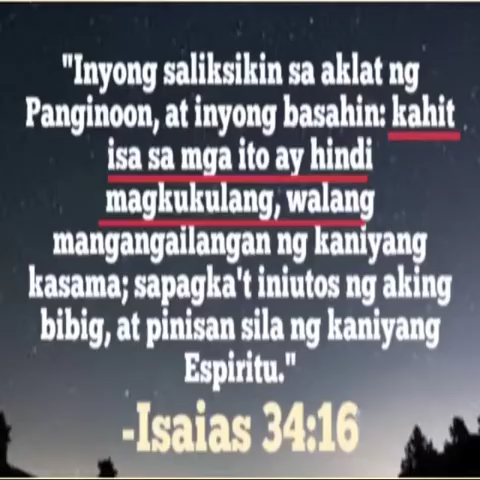 "Inyong saliksikin sa aklat ng
Panginoon, at inyong basahin: kahit
isa sa mga ito ay hindi
magkukulang, walang
mangangailangan ng kaniyang
kasama; sapagka't iniutos ng aking
bibig, at pinisan sila ng kaniyang
Espiritu."
-Isaias 34:16